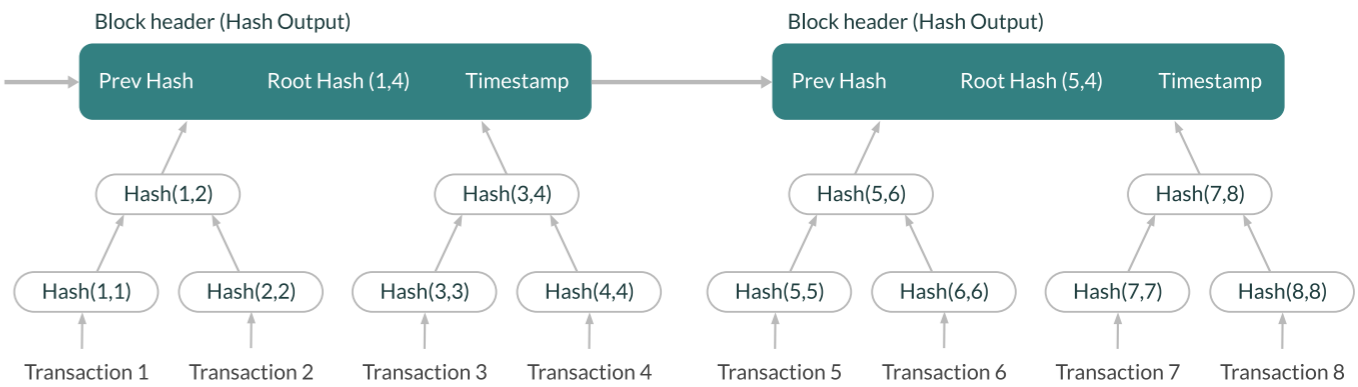 Block header (Hash Output)
Block header (Hash Output)
Prev Hash Root Hash (1,4) Timestamp
Prev Hash Root Hash (5,4) Timestamp
Hash(1,2)
Hash(3,4)
Hash(5,6)
Hash(7,8)
Hash(1,1)
Hash(2,2)
Hash(3,3)
Hash(4,4)
Hash(5,5)
Hash(6,6)
Hash(7,7)
Hash(8,8)
Transaction 1
Transaction 2
Transaction 3
Transaction 4
Transaction 5
Transaction 6
Transaction 7
Transaction 8